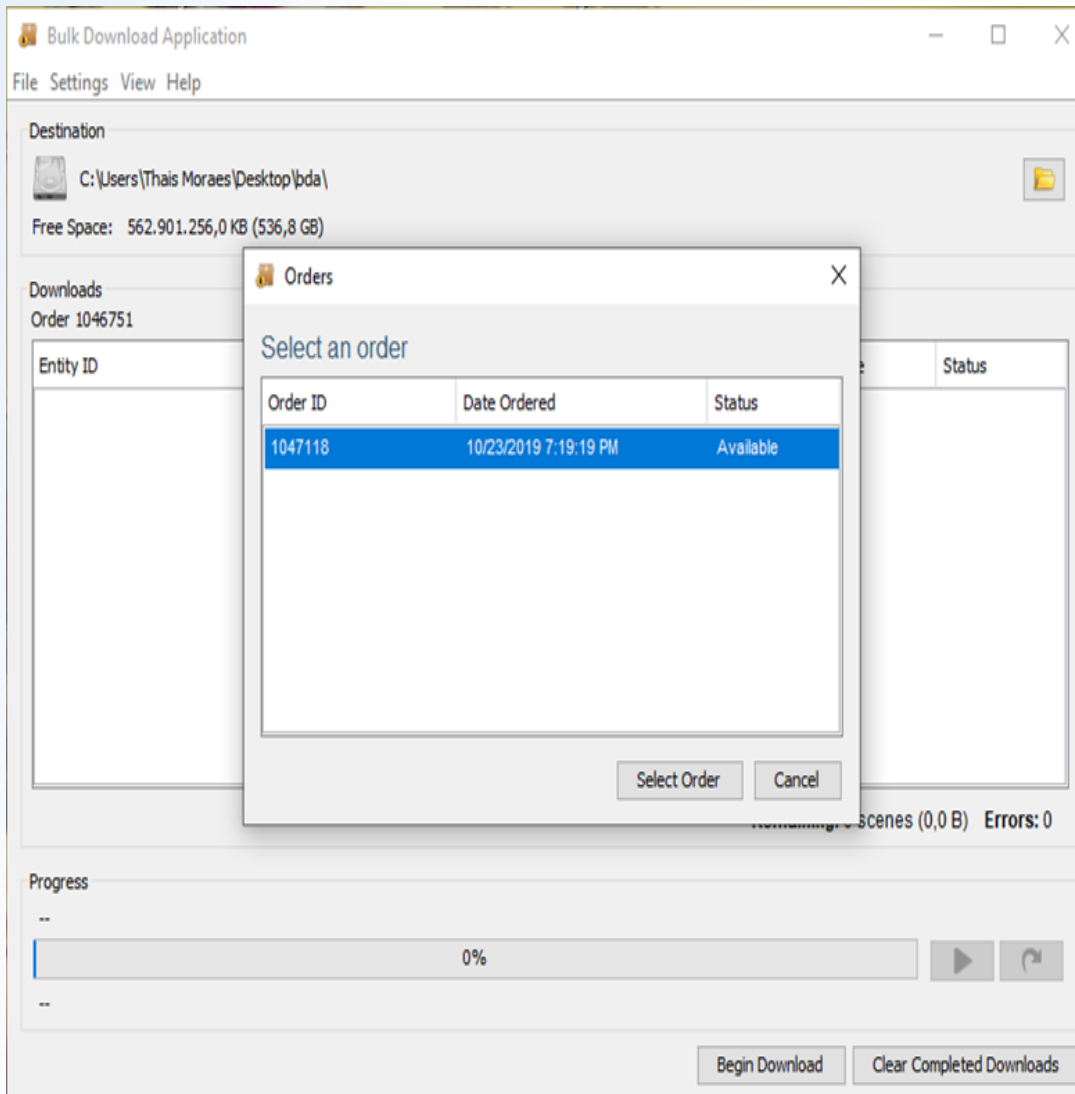 Bulk Download Application
File Settings View Help
Destination
C:\Users\Thais Moraes\Desktop\bda\
Free Space: 562.901.256,0 KB (536,8 GB)
Downloads
Order 1046751
Entity ID Status
Orders
Select an order
Order ID Date Ordered Status
1047118 10/23/2019 7:19:19 PM Available
Select Order Cancel
scenes (0,0 B) Errors: 0
Progress
--
0%
--
Begin Download Clear Completed Downloads